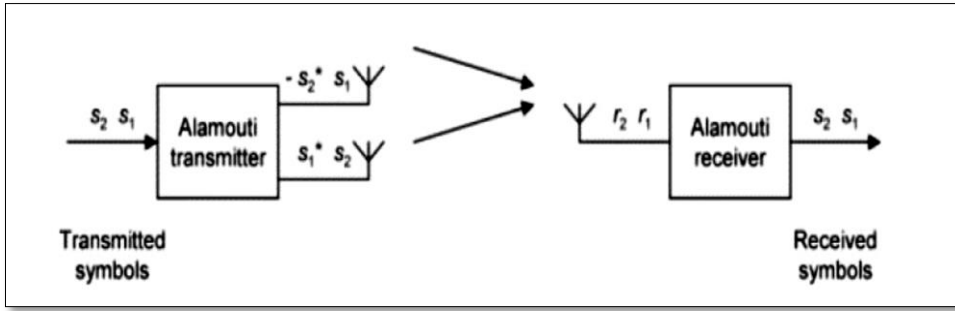 - s₂* s₁
s₂ s₁
Alamouti
transmitter
s₁* s₂
r₂ r₁
Alamouti
receiver
s₂ s₁
Transmitted
symbols
Received
symbols